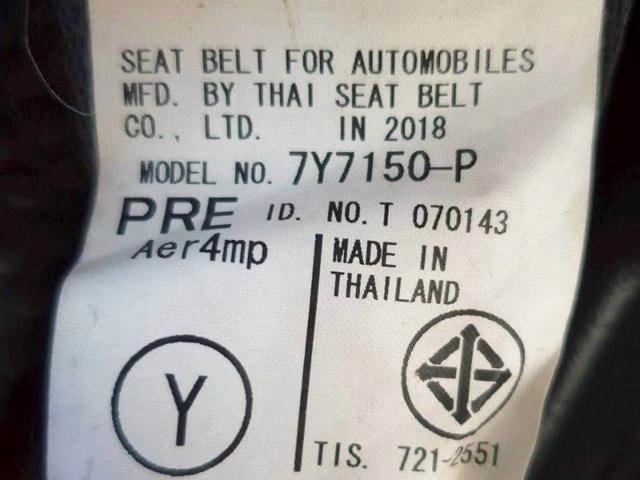 SEAT BELT FOR AUTOMOBILES
MFD. BY THAI SEAT BELT
CO., LTD. IN 2018
MODEL NO. 7Y7150-P
PRE ID. NO. T 070143
Aer4mp
MADE IN
THAILAND
Y
TIS. 721-2551